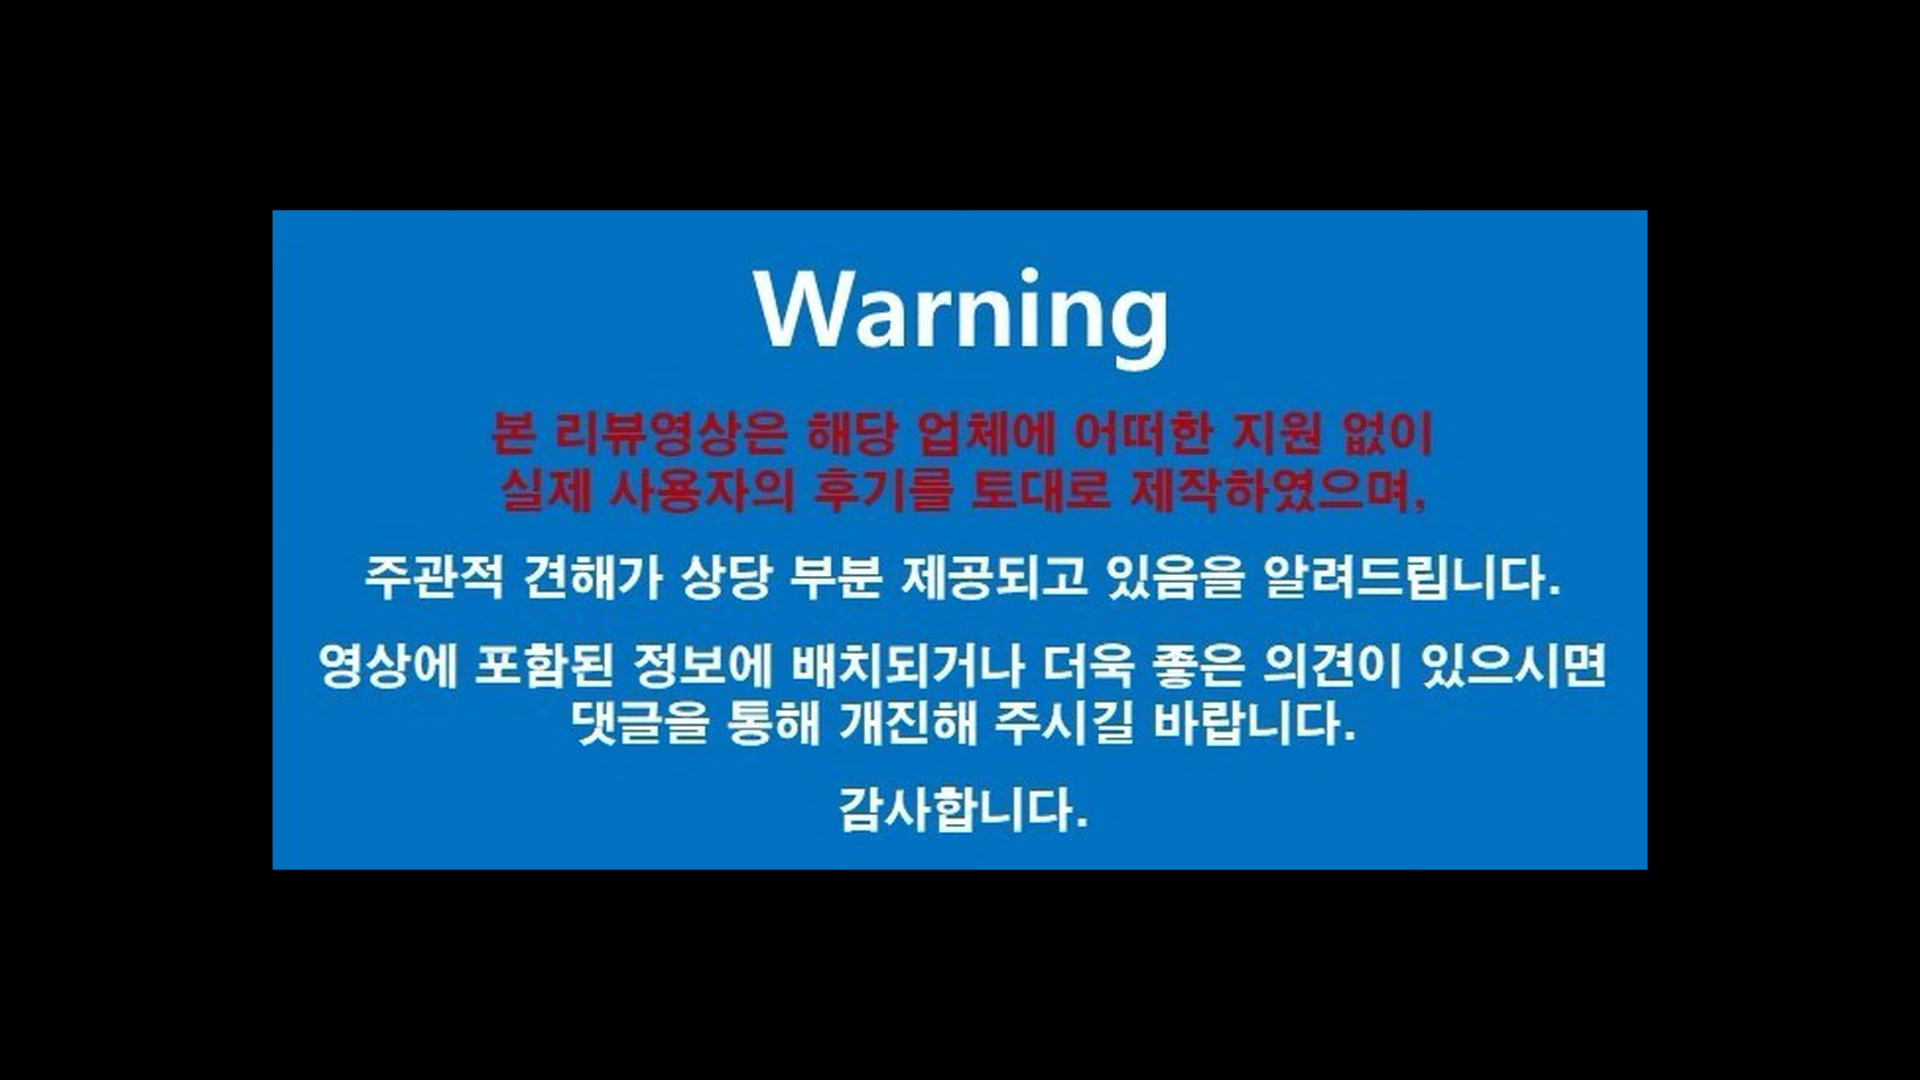 Warning
본 리뷰영상은 해당 업체에 어떠한 지원 없이
실제 사용자의 후기를 토대로 제작하였으며,
주관적 견해가 상당 부분 제공되고 있음을 알려드립니다.
영상에 포함된 정보에 배치되거나 더욱 좋은 의견이 있으시면
댓글을 통해 개진해 주시길 바랍니다.
감사합니다.